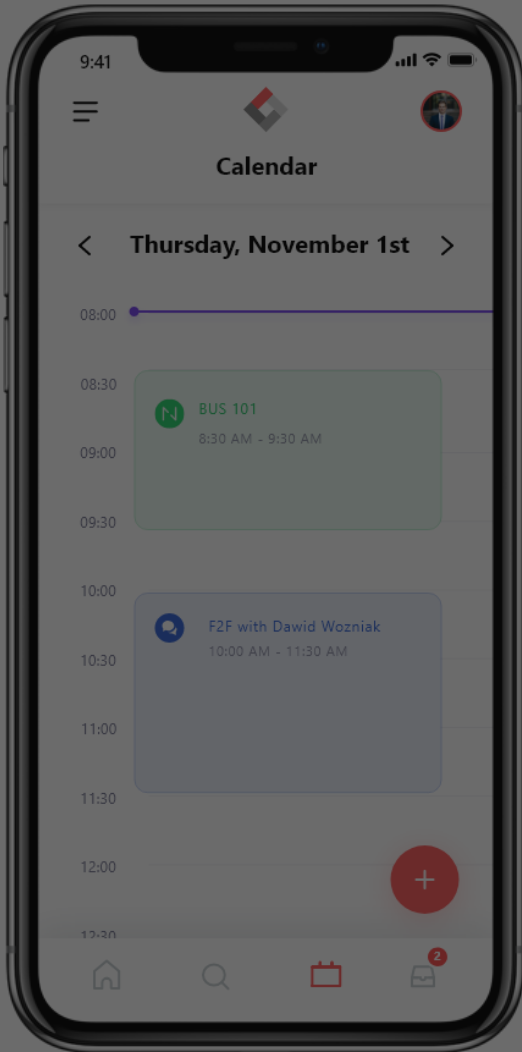 9:41
Calendar
Thursday, November 1st
08:00
08:30
BUS 101
8:30 AM - 9:30 AM
09:00
09:30
10:00
F2F with Dawid Wozniak
10:00 AM - 11:30 AM
10:30
11:00
11:30
12:00
12:30
2